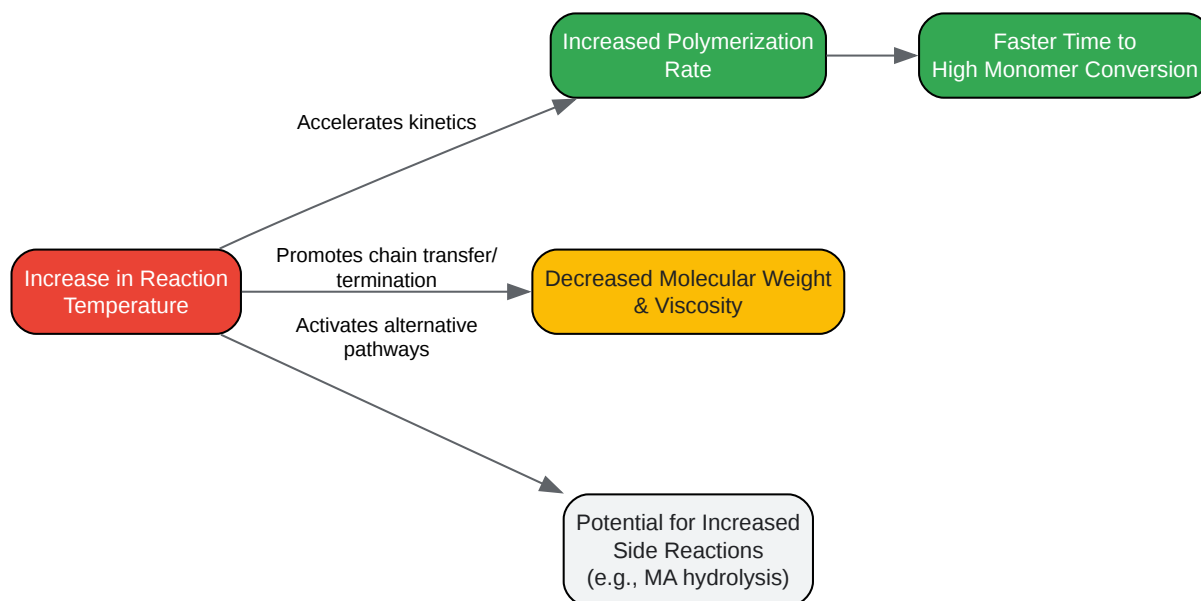 Increased Polymerization
Rate
Faster Time to
High Monomer Conversion
Accelerates kinetics
Increase in Reaction
Temperature
Promotes chain transfer/
termination
Decreased Molecular Weight
& Viscosity
Activates alternative
pathways
Potential for Increased
Side Reactions
(e.g., MA hydrolysis)